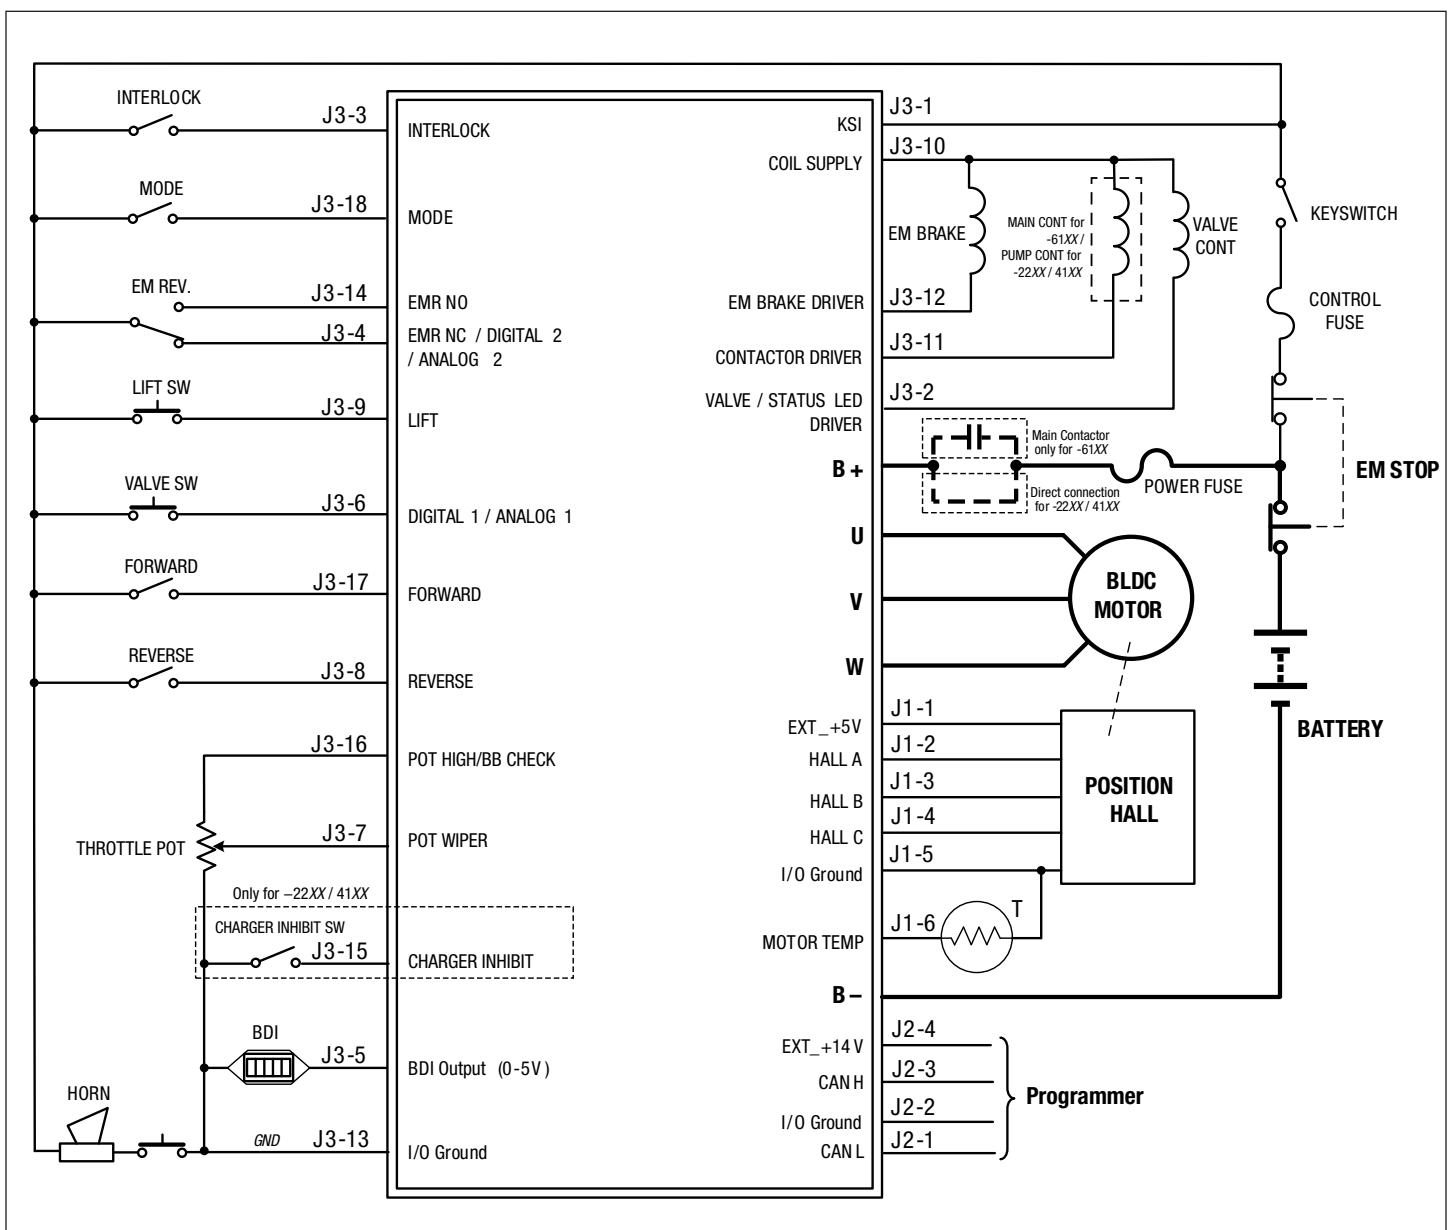 INTERLOCK
J3-3
INTERLOCK
MODE
J3-18
MODE
EM REV.
J3-14
EMR NO
J3-4
EMR NC / DIGITAL 2
/ ANALOG 2
LIFT SW
J3-9
LIFT
VALVE SW
J3-6
DIGITAL 1 / ANALOG 1
FORWARD
J3-17
FORWARD
REVERSE
J3-8
REVERSE
J3-16
POT HIGH/BB CHECK
THROTTLE POT
J3-7
POT WIPER
Only for –22XX / 41XX
CHARGER INHIBIT SW
J3-15
CHARGER INHIBIT
BDI
J3-5
BDI Output (0-5V)
HORN
GND
J3-13
I/O Ground
J3-1
KSI
J3-10
COIL SUPPLY
EM BRAKE
MAIN CONT for
-61XX /
PUMP CONT for
-22XX / 41XX
VALVE
CONT
KEYSWITCH
J3-12
EM BRAKE DRIVER
CONTROL
FUSE
J3-11
CONTACTOR DRIVER
J3-2
VALVE / STATUS LED
DRIVER
Main Contactor
only for -61XX
B+
POWER FUSE
EM STOP
Direct connection
for -22XX / 41XX
U
V
W
BLDC
MOTOR
BATTERY
J1-1
EXT_+5V
J1-2
HALL A
J1-3
HALL B
J1-4
HALL C
J1-5
I/O Ground
POSITION
HALL
J1-6
MOTOR TEMP
T
B–
J2-4
EXT_+14V
J2-3
CAN H
J2-2
I/O Ground
J2-1
CAN L
Programmer